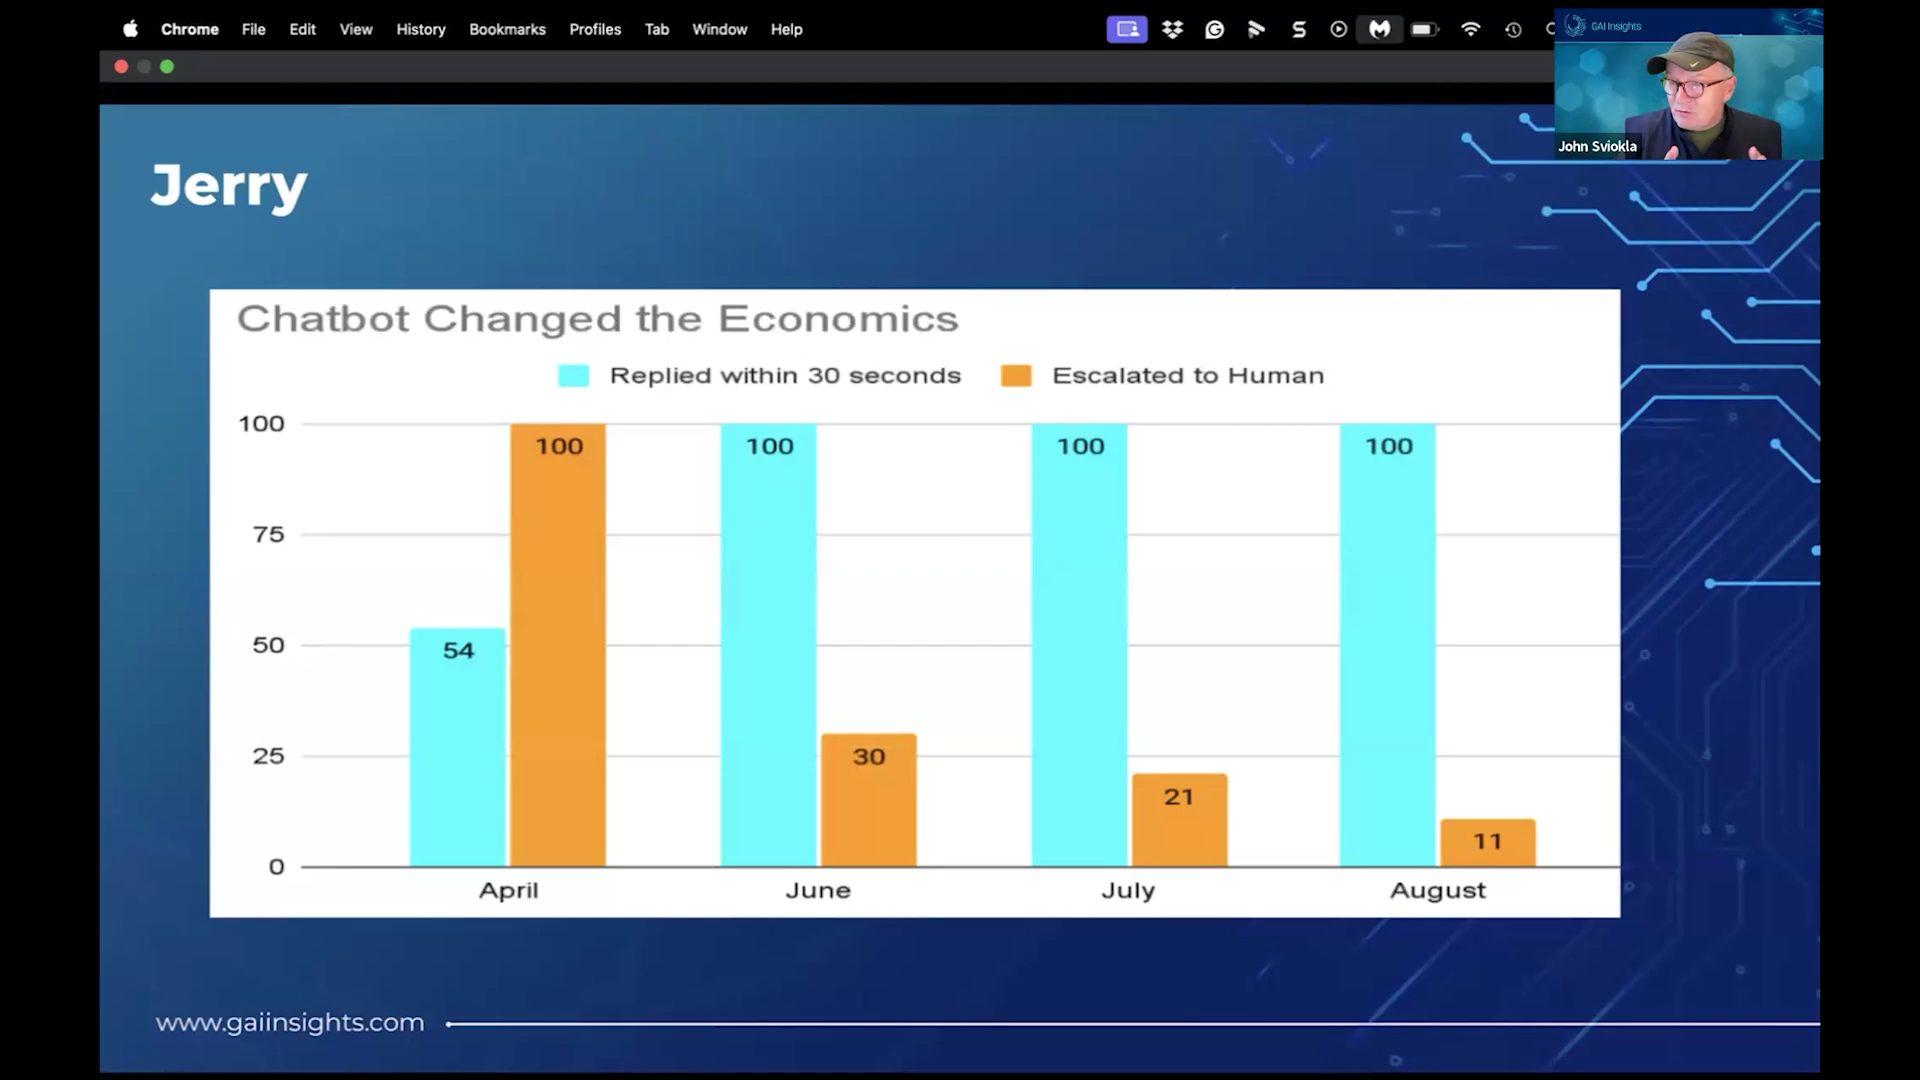 Chrome File Edit View History Bookmarks Profiles Tab Window Help
GAI Insights
John Sviokla
Jerry
Chatbot Changed the Economics
Replied within 30 seconds Escalated to Human
100
75
50
25
0
54 100
100 30
100 21
100 11
April June July August
www.gaiinsights.com